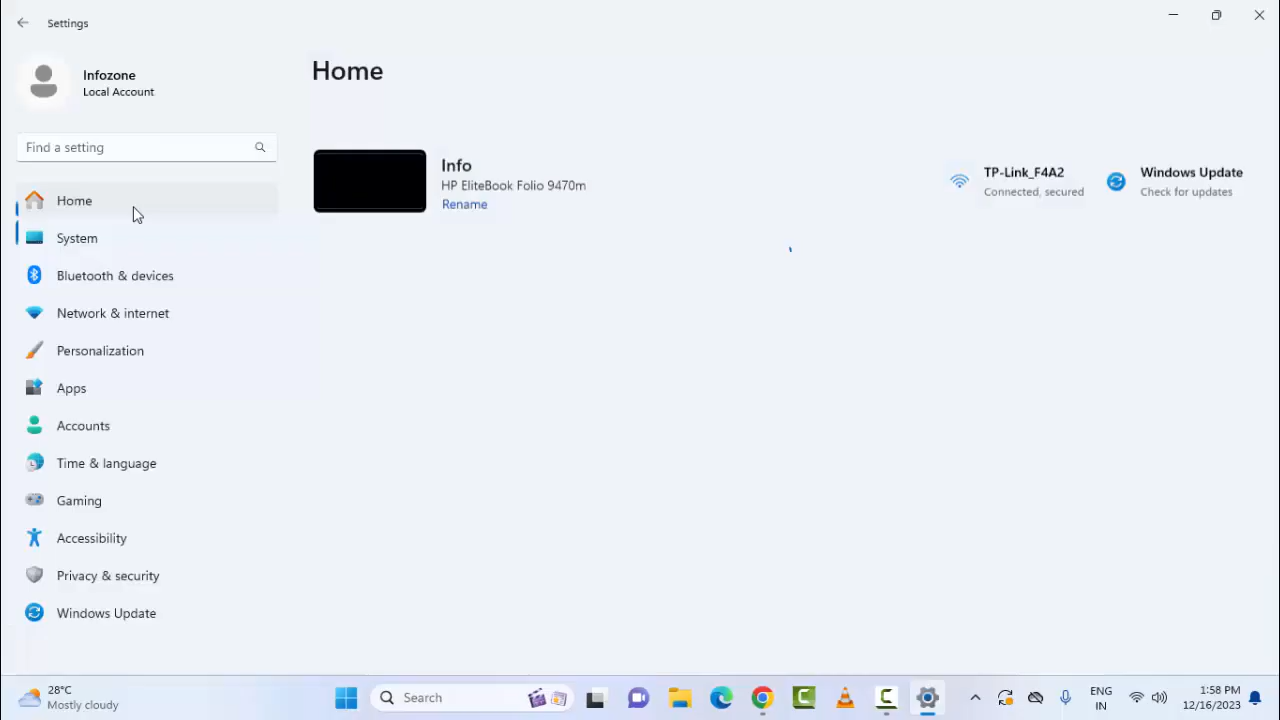 Settings
Infozone
Local Account
Find a setting
Home
System
Bluetooth & devices
Network & internet
Personalization
Apps
Accounts
Time & language
Gaming
Accessibility
Privacy & security
Windows Update
Home
Info
HP EliteBook Folio 9470m
Rename
TP-Link_F4A2
Connected, secured
Windows Update
Check for updates
28°C
Mostly cloudy
Search
ENG
IN
1:58 PM
12/16/2023